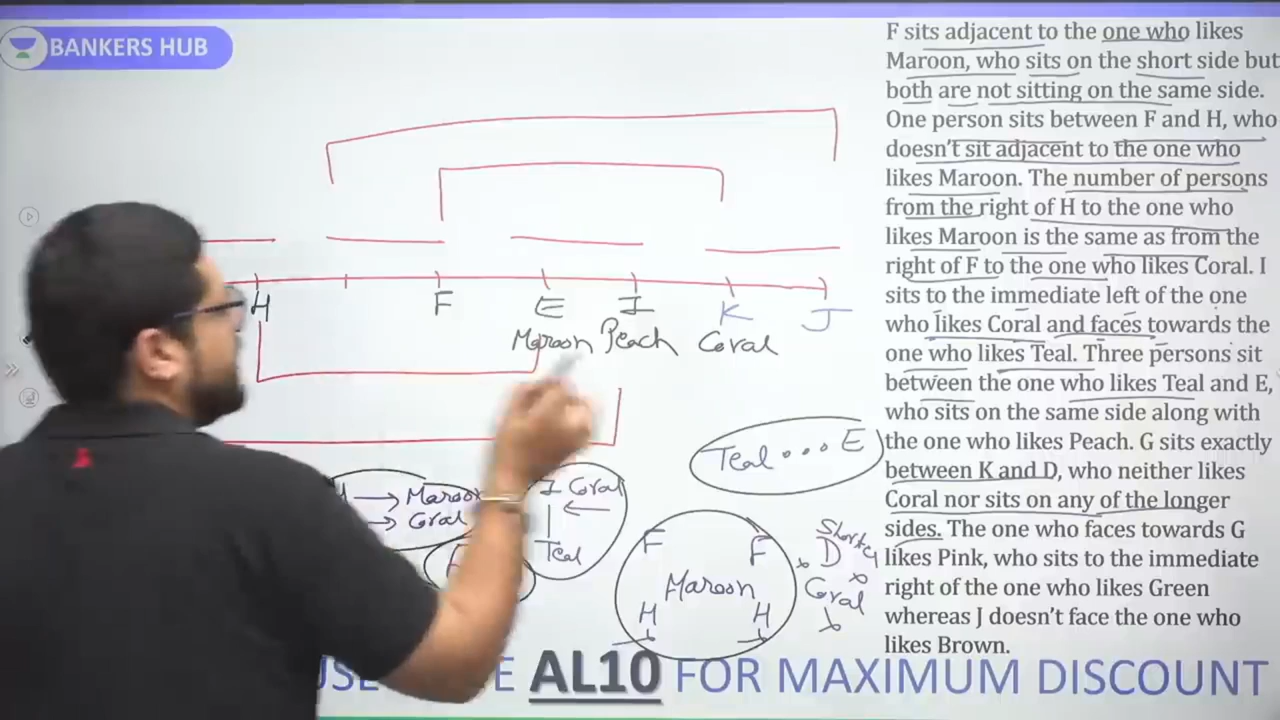 BANKERS HUB
F sits adjacent to the one who likes
Maroon, who sits on the short side but
both are not sitting on the same side.
One person sits between F and H, who
doesn't sit adjacent to the one who
likes Maroon. The number of persons
from the right of H to the one who
likes Maroon is the same as from the
right of F to the one who likes Coral. I
sits to the immediate left of the one
who likes Coral and faces towards the
one who likes Teal. Three persons sit
between the one who likes Teal and E,
who sits on the same side along with
the one who likes Peach. G sits exactly
between K and D, who neither likes
Coral nor sits on any of the longer
sides. The one who faces towards G
likes Pink, who sits to the immediate
right of the one who likes Green
whereas J doesn't face the one who
likes Brown.
H F E I K J
Maroon Peach Coral
Teal E
Maroon
Coral
I Coral
Teal
F F
Maroon
H H
D
Coral
AL10 FOR MAXIMUM DISCOUNT